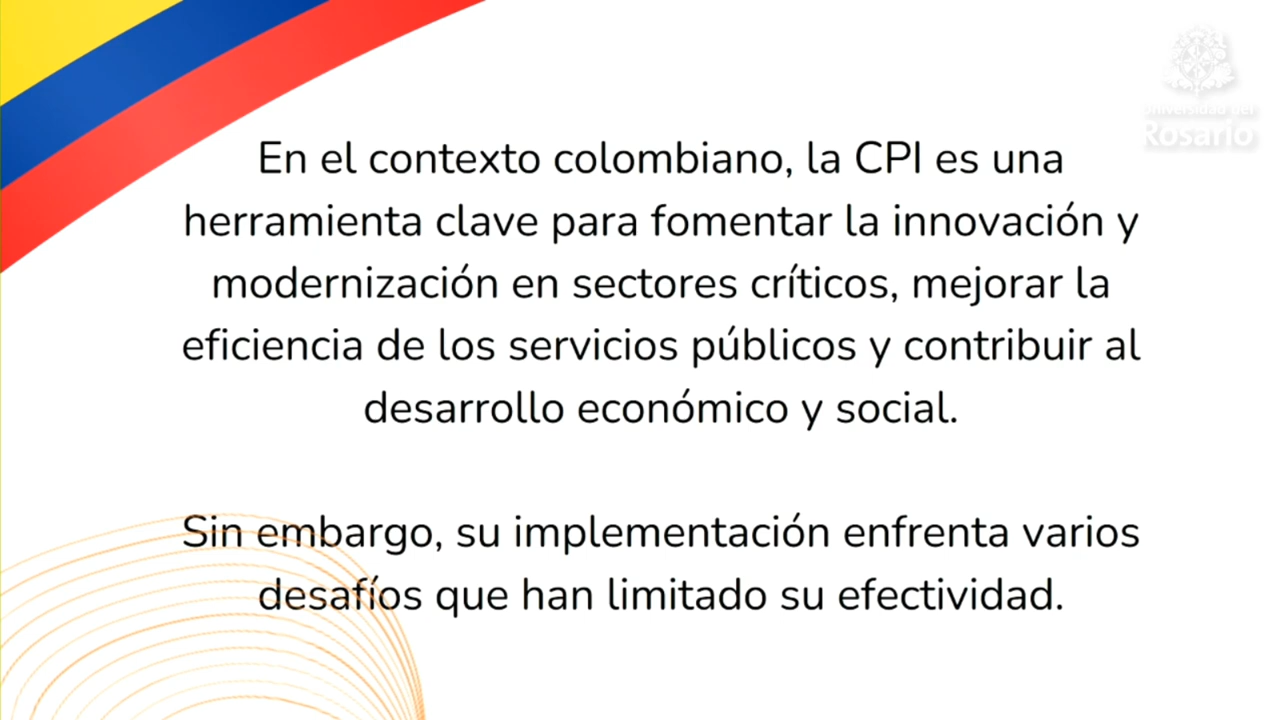 Universidad del
Rosario
En el contexto colombiano, la CPI es una
herramienta clave para fomentar la innovación y
modernización en sectores críticos, mejorar la
eficiencia de los servicios públicos y contribuir al
desarrollo económico y social.
Sin embargo, su implementación enfrenta varios
desafíos que han limitado su efectividad.